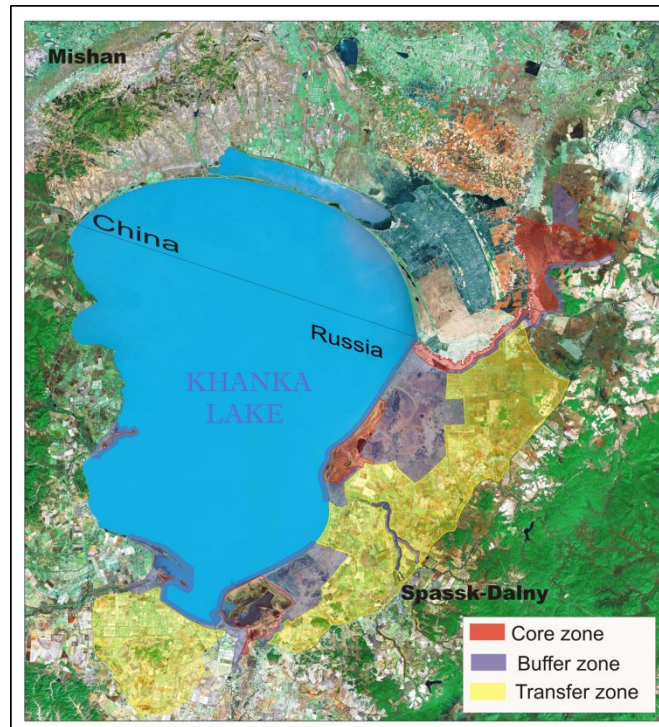 Mishan
China
Russia
KHANKA
LAKE
Spassk-Dalny
Core zone
Buffer zone
Transfer zone